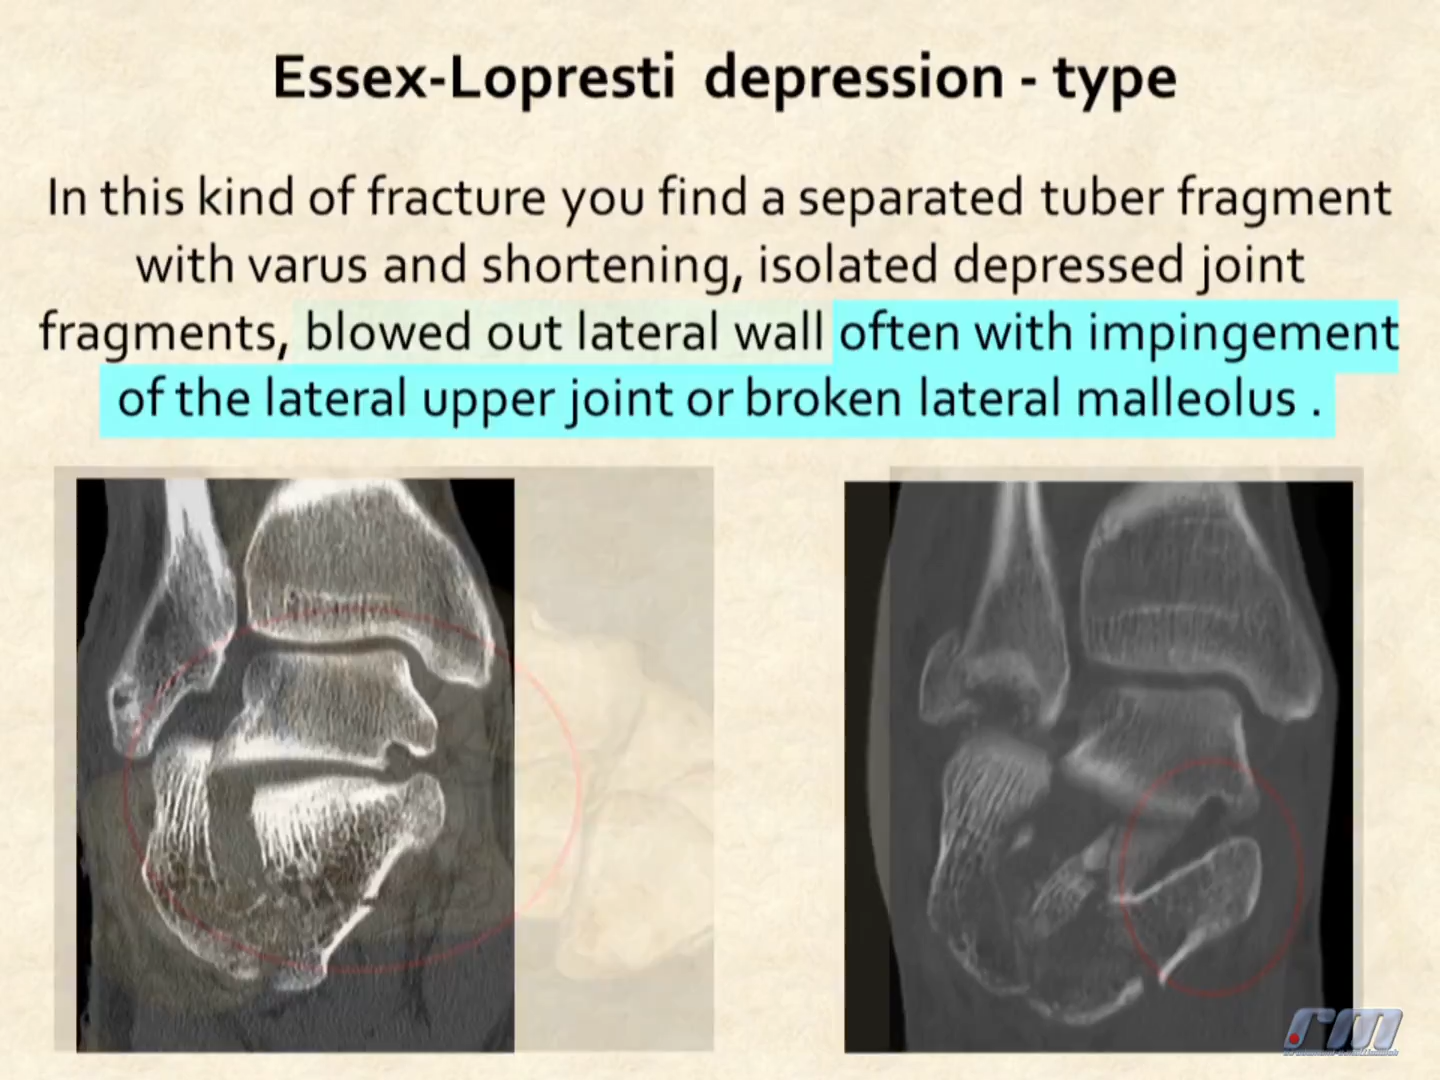 Essex-Lopresti depression - type
In this kind of fracture you find a separated tuber fragment
with varus and shortening, isolated depressed joint
fragments, blowed out lateral wall often with impingement
of the lateral upper joint or broken lateral malleolus .
rm